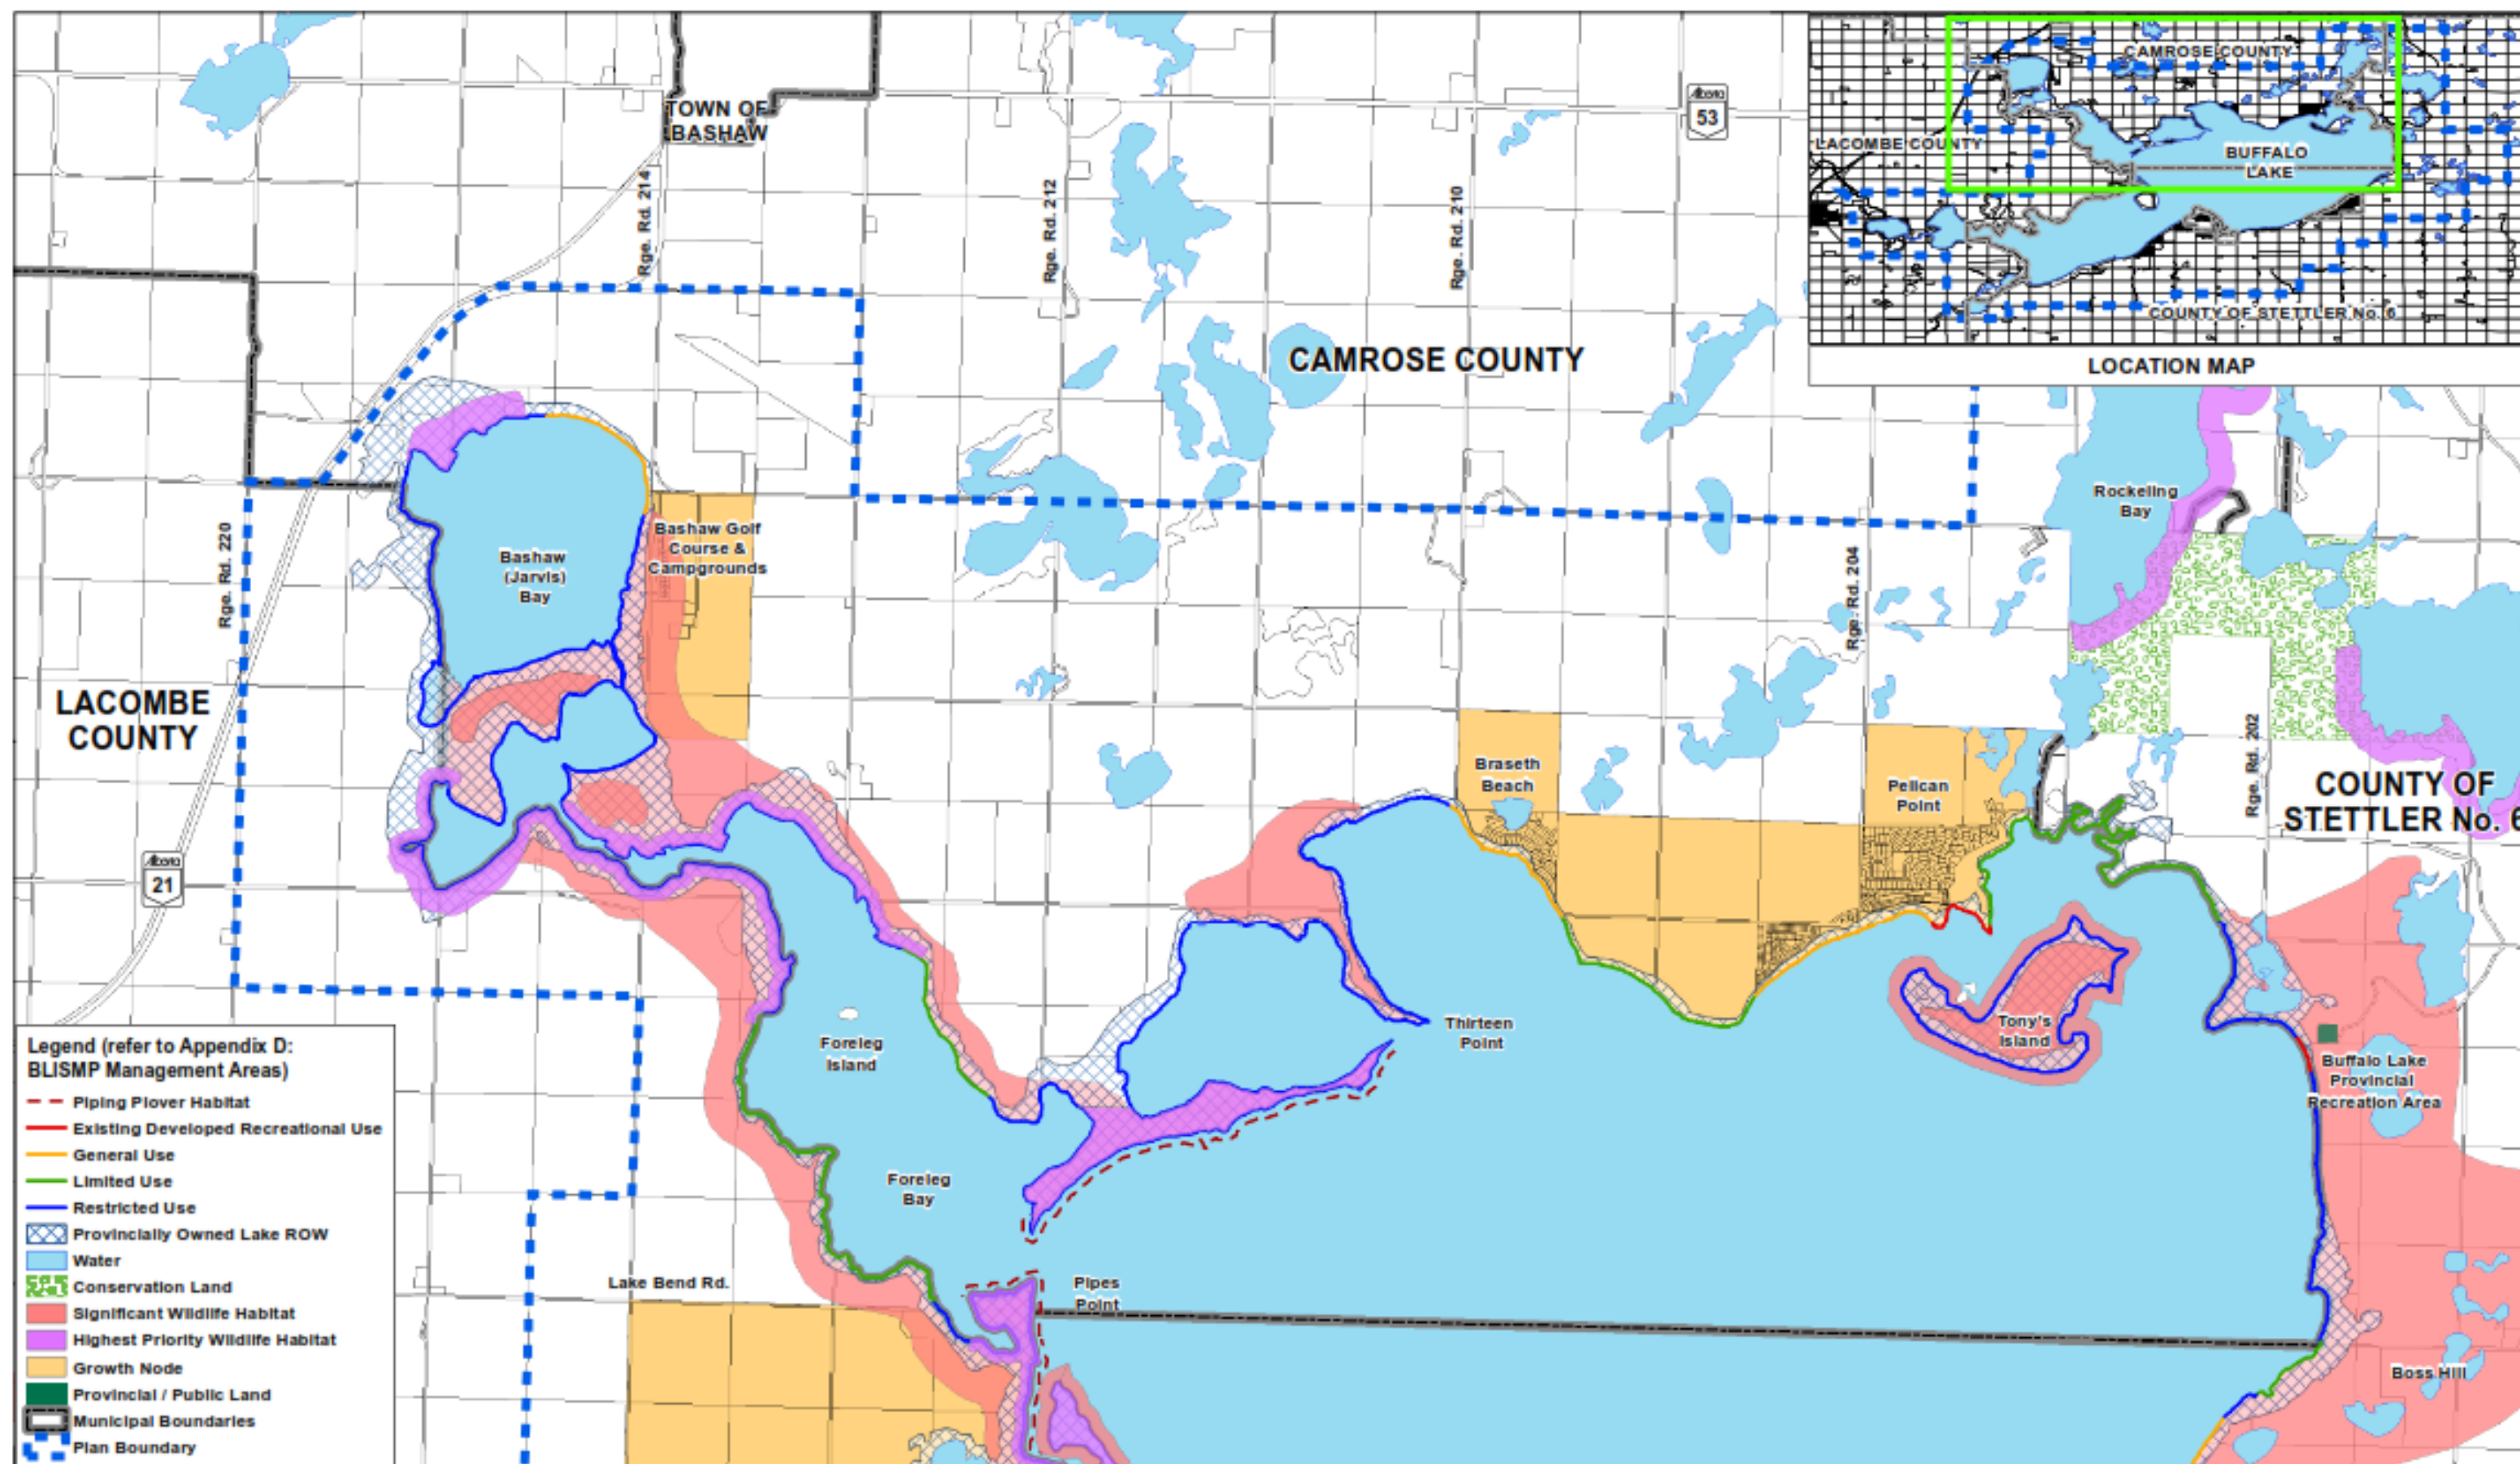 TOWN OF
BASHAW
Alberta
53
CAMROSE COUNTY
LACOMBE COUNTY
BUFFALO
LAKE
COUNTY OF STETTLER No. 6
LOCATION MAP
Rge. Rd. 214
Rge. Rd. 212
Rge. Rd. 210
CAMROSE COUNTY
Rockeling
Bay
Rge. Rd. 220
Bashaw
(Jarvis)
Bay
Bashaw Golf
Course &
Campgrounds
Rge. Rd. 204
LACOMBE
COUNTY
Rge. Rd. 202
Braseth
Beach
Pelican
Point
COUNTY OF
STETTLER No. 6
Alberta
21
Foreleg
Island
Thirteen
Point
Tony's
Island
Buffalo Lake
Provincial
Recreation Area
Foreleg
Bay
Lake Bend Rd.
Pipes
Point
Boss Hill
Legend (refer to Appendix D:
BLISMP Management Areas)
Piping Plover Habitat
Existing Developed Recreational Use
General Use
Limited Use
Restricted Use
Provincially Owned Lake ROW
Water
Conservation Land
Significant Wildlife Habitat
Highest Priority Wildlife Habitat
Growth Node
Provincial / Public Land
Municipal Boundaries
Plan Boundary